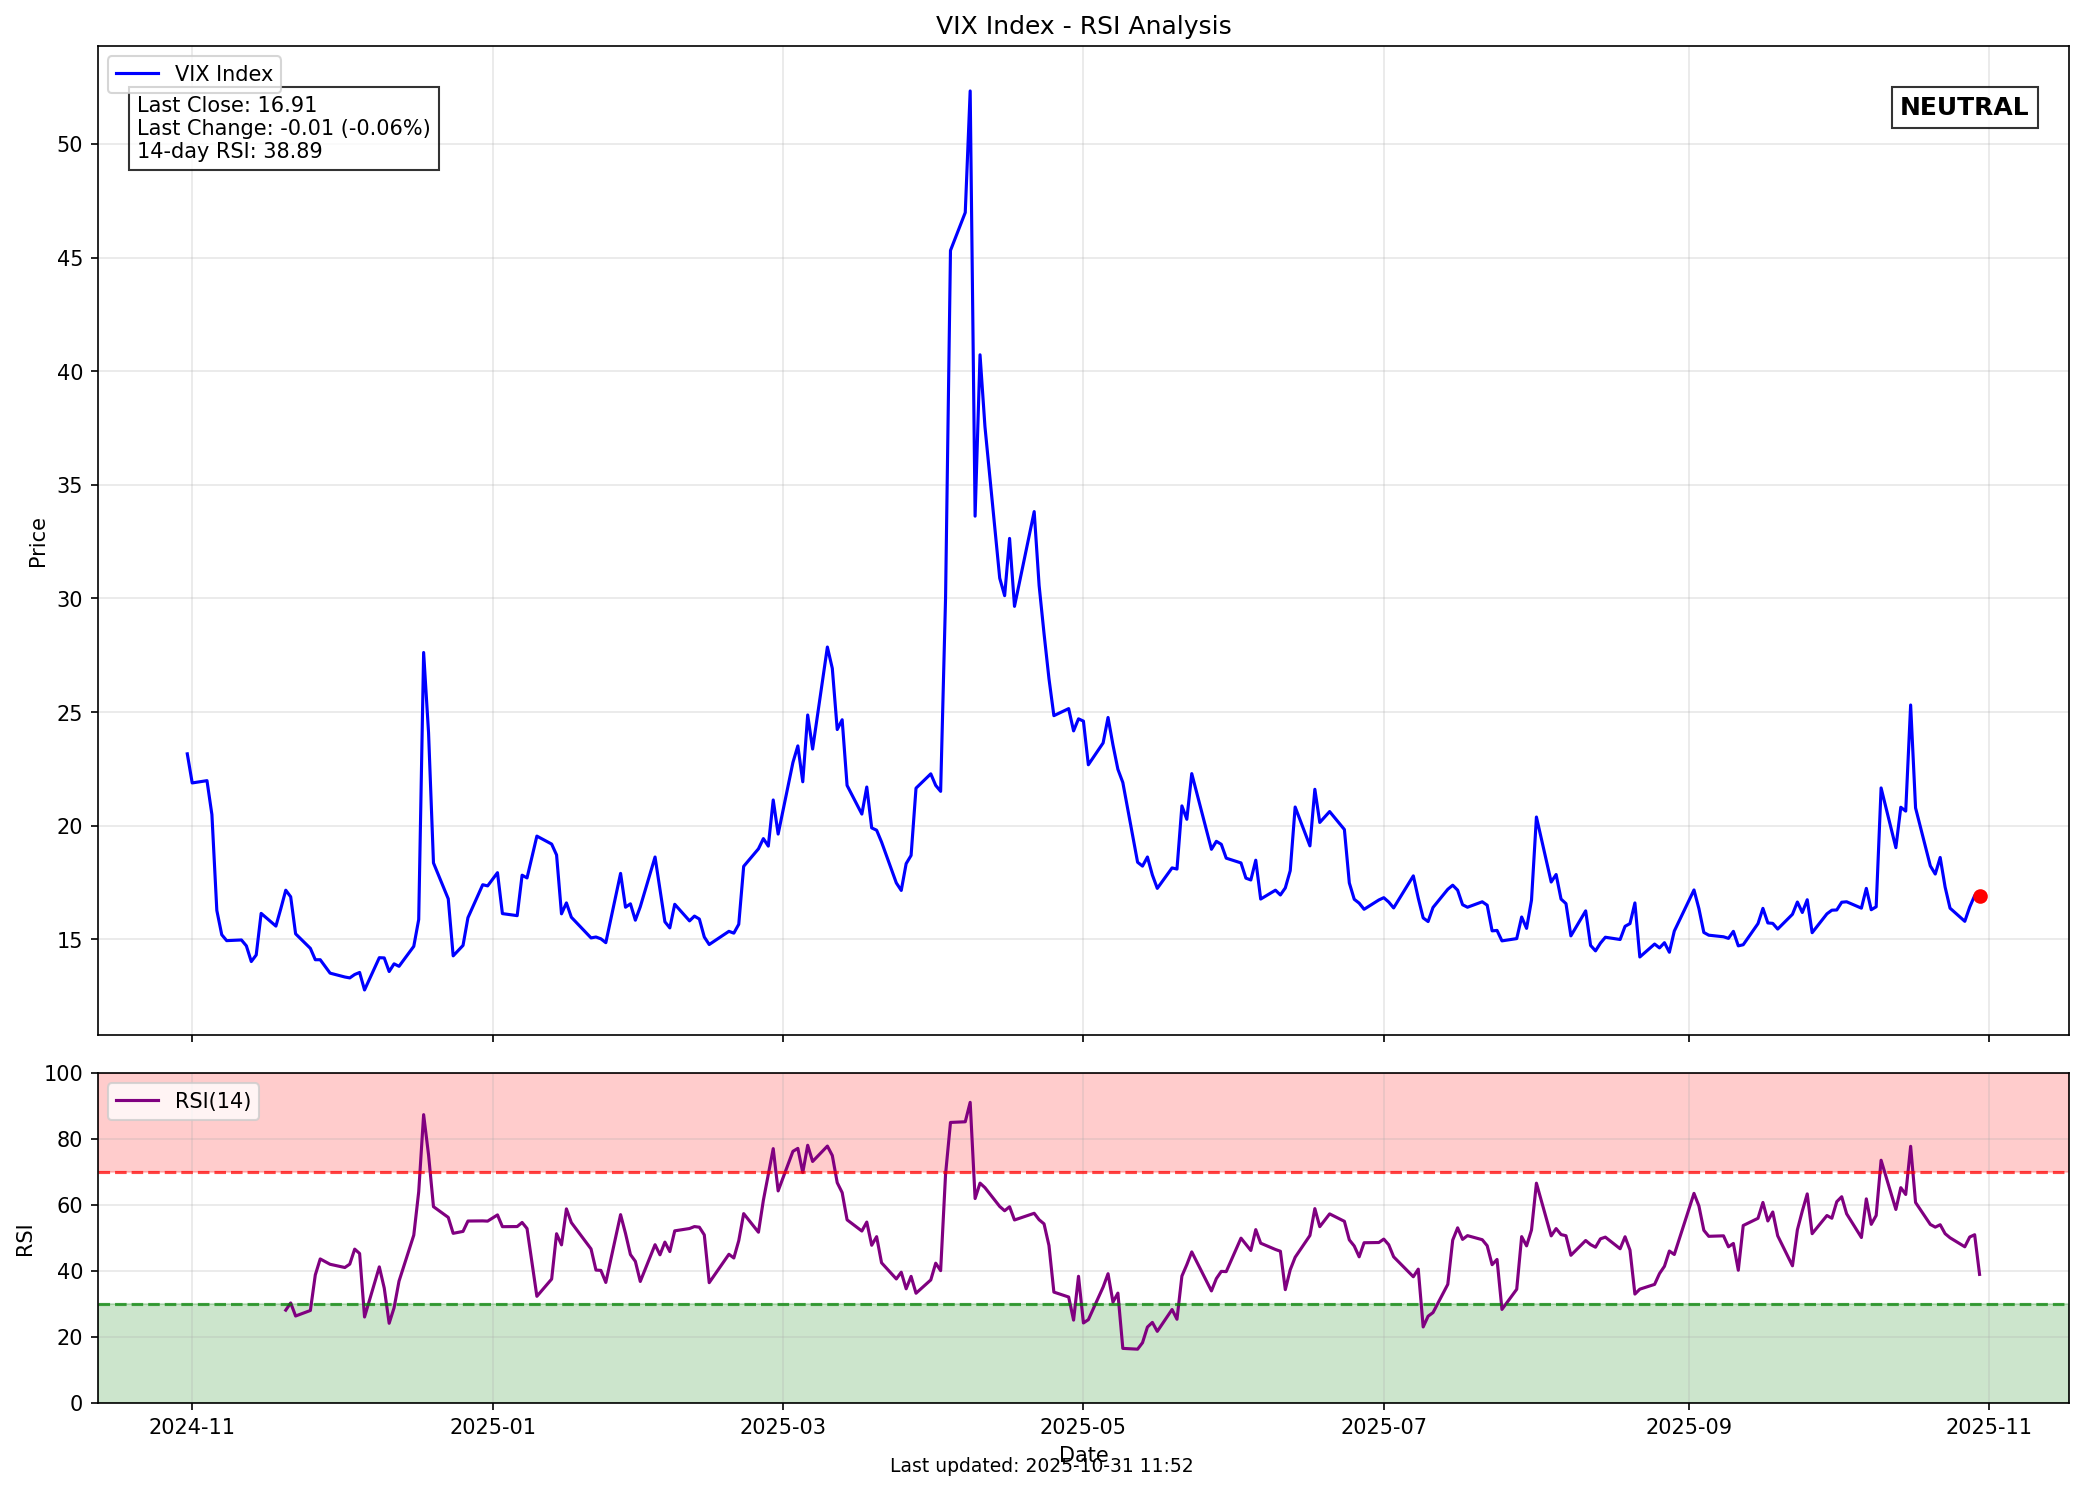 VIX Index - RSI Analysis
VIX Index
Last Close: 16.91
Last Change: -0.01 (-0.06%)
14-day RSI: 38.89
NEUTRAL
Price
50
45
40
35
30
25
20
15
RSI(14)
RSI
100
80
60
40
20
0
2024-11 2025-01 2025-03 2025-05 2025-07 2025-09 2025-11
Date
Last updated: 2025-10-31 11:52